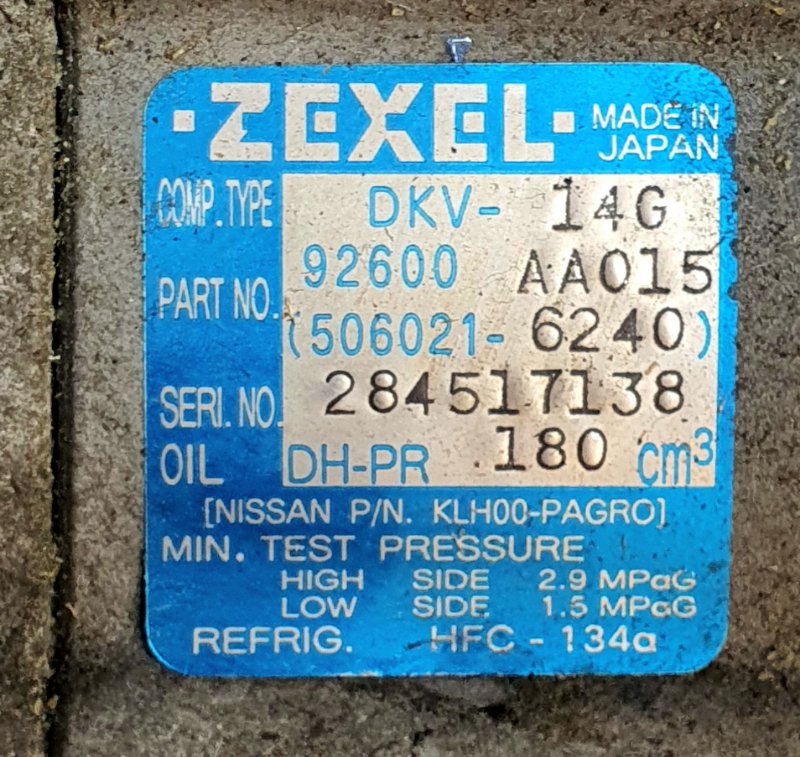 ·ZEXEL· MADE IN JAPAN
COMP. TYPE DKV- 14G
PART NO. 92600 AA015
(506021- 6240)
SERI. NO. 284517138
OIL DH-PR 180 cm³
[NISSAN P/N. KLH00-PAGRO]
MIN. TEST PRESSURE
HIGH SIDE 2.9 MPaG
LOW SIDE 1.5 MPaG
REFRIG. HFC - 134a